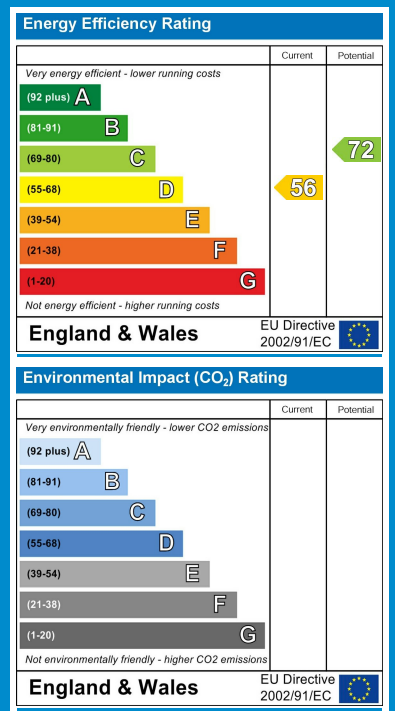 Energy Efficiency Rating
Current Potential
Very energy efficient - lower running costs
(92 plus) A
(81-91) B
(69-80) C
72
(55-68) D
56
(39-54) E
(21-38) F
(1-20) G
Not energy efficient - higher running costs
England & Wales
EU Directive
2002/91/EC
Environmental Impact (CO₂) Rating
Current Potential
Very environmentally friendly - lower CO2 emissions
(92 plus) A
(81-91) B
(69-80) C
(55-68) D
(39-54) E
(21-38) F
(1-20) G
Not environmentally friendly - higher CO2 emissions
England & Wales
EU Directive
2002/91/EC